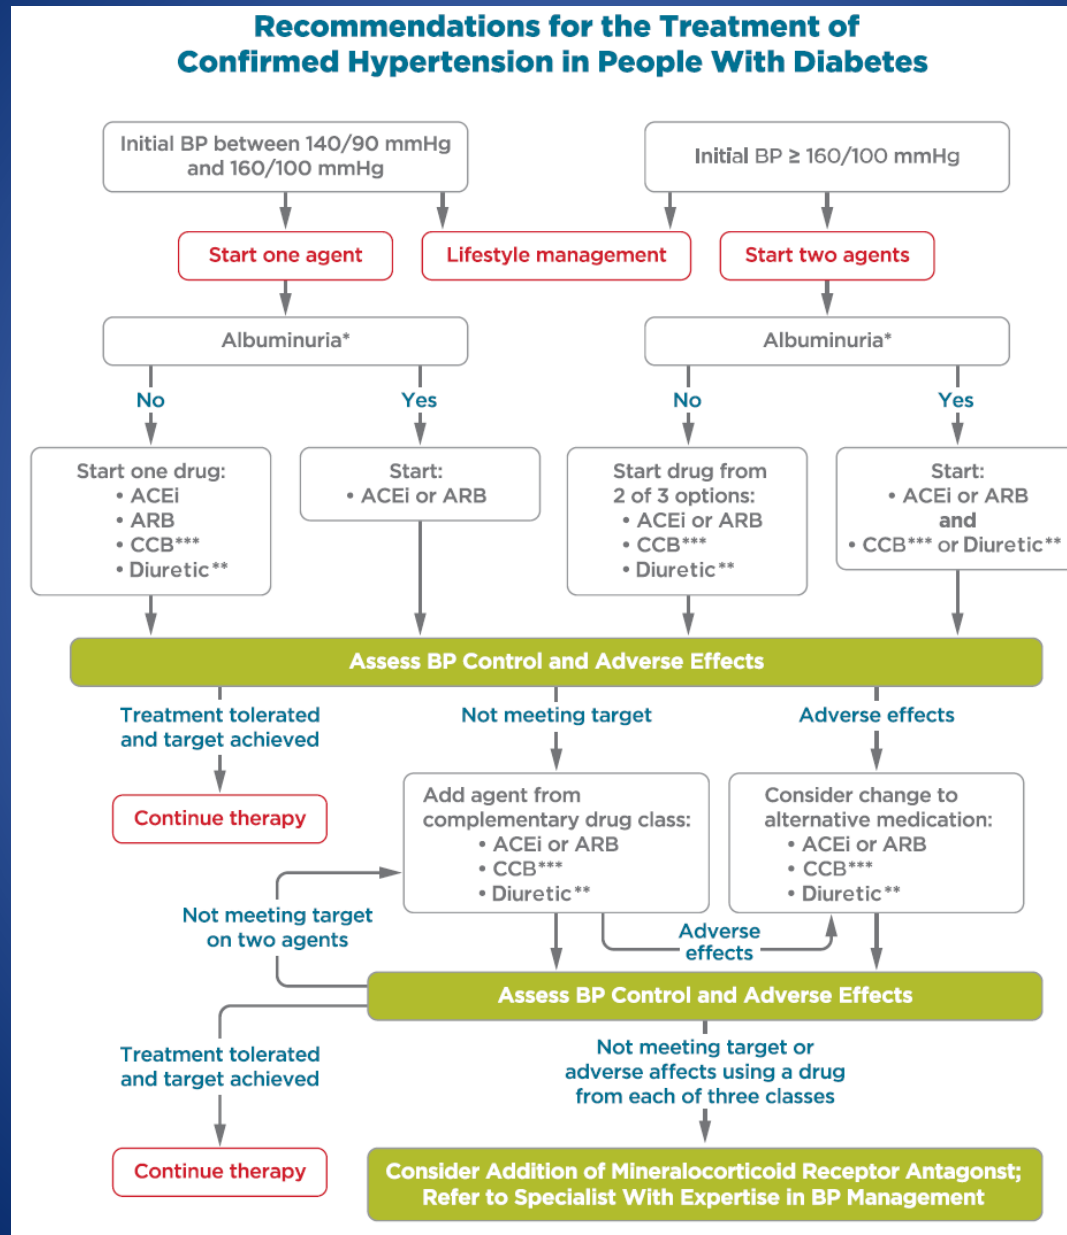 Recommendations for the Treatment of
Confirmed Hypertension in People With Diabetes
Initial BP between 140/90 mmHg
and 160/100 mmHg
Initial BP ≥ 160/100 mmHg
Start one agent
Lifestyle management
Start two agents
Albuminuria*
Albuminuria*
No
Yes
No
Yes
Start one drug:
• ACEi
• ARB
• CCB***
• Diuretic**
Start:
• ACEi or ARB
Start drug from
2 of 3 options:
• ACEi or ARB
• CCB***
• Diuretic**
Start:
• ACEi or ARB
and
• CCB*** or Diuretic**
Assess BP Control and Adverse Effects
Treatment tolerated
and target achieved
Not meeting target
Adverse effects
Continue therapy
Add agent from
complementary drug class:
• ACEi or ARB
• CCB***
• Diuretic**
Consider change to
alternative medication:
• ACEi or ARB
• CCB***
• Diuretic**
Not meeting target
on two agents
Adverse
effects
Assess BP Control and Adverse Effects
Treatment tolerated
and target achieved
Not meeting target or
adverse affects using a drug
from each of three classes
Continue therapy
Consider Addition of Mineralocorticoid Receptor Antagonst;
Refer to Specialist With Expertise in BP Management